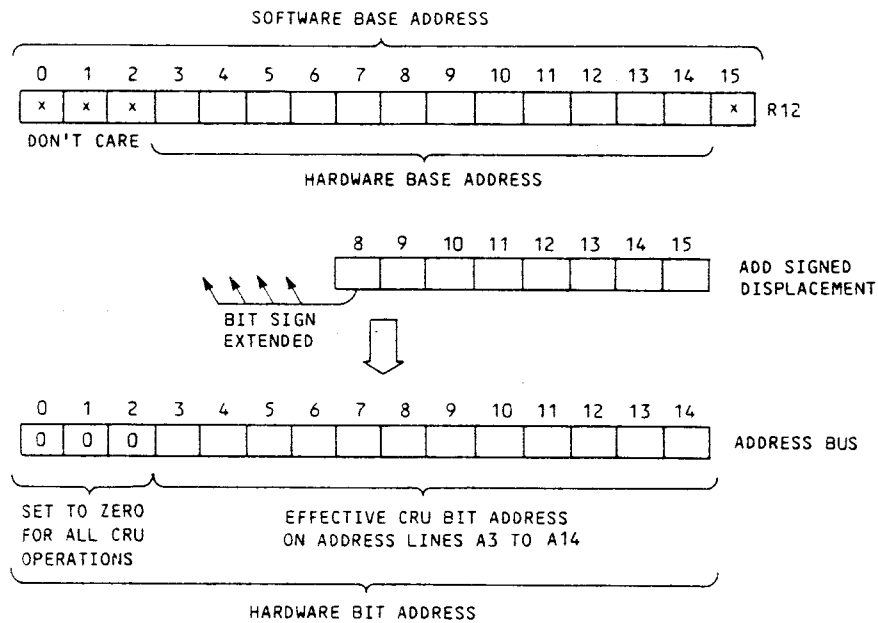 SOFTWARE BASE ADDRESS
0 1 2 3 4 5 6 7 8 9 10 11 12 13 14 15
x x x x R12
DON'T CARE
HARDWARE BASE ADDRESS
8 9 10 11 12 13 14 15
ADD SIGNED
DISPLACEMENT
BIT SIGN
EXTENDED
0 1 2 3 4 5 6 7 8 9 10 11 12 13 14
0 0 0 ADDRESS BUS
SET TO ZERO
FOR ALL CRU
OPERATIONS
EFFECTIVE CRU BIT ADDRESS
ON ADDRESS LINES A3 TO A14
HARDWARE BIT ADDRESS